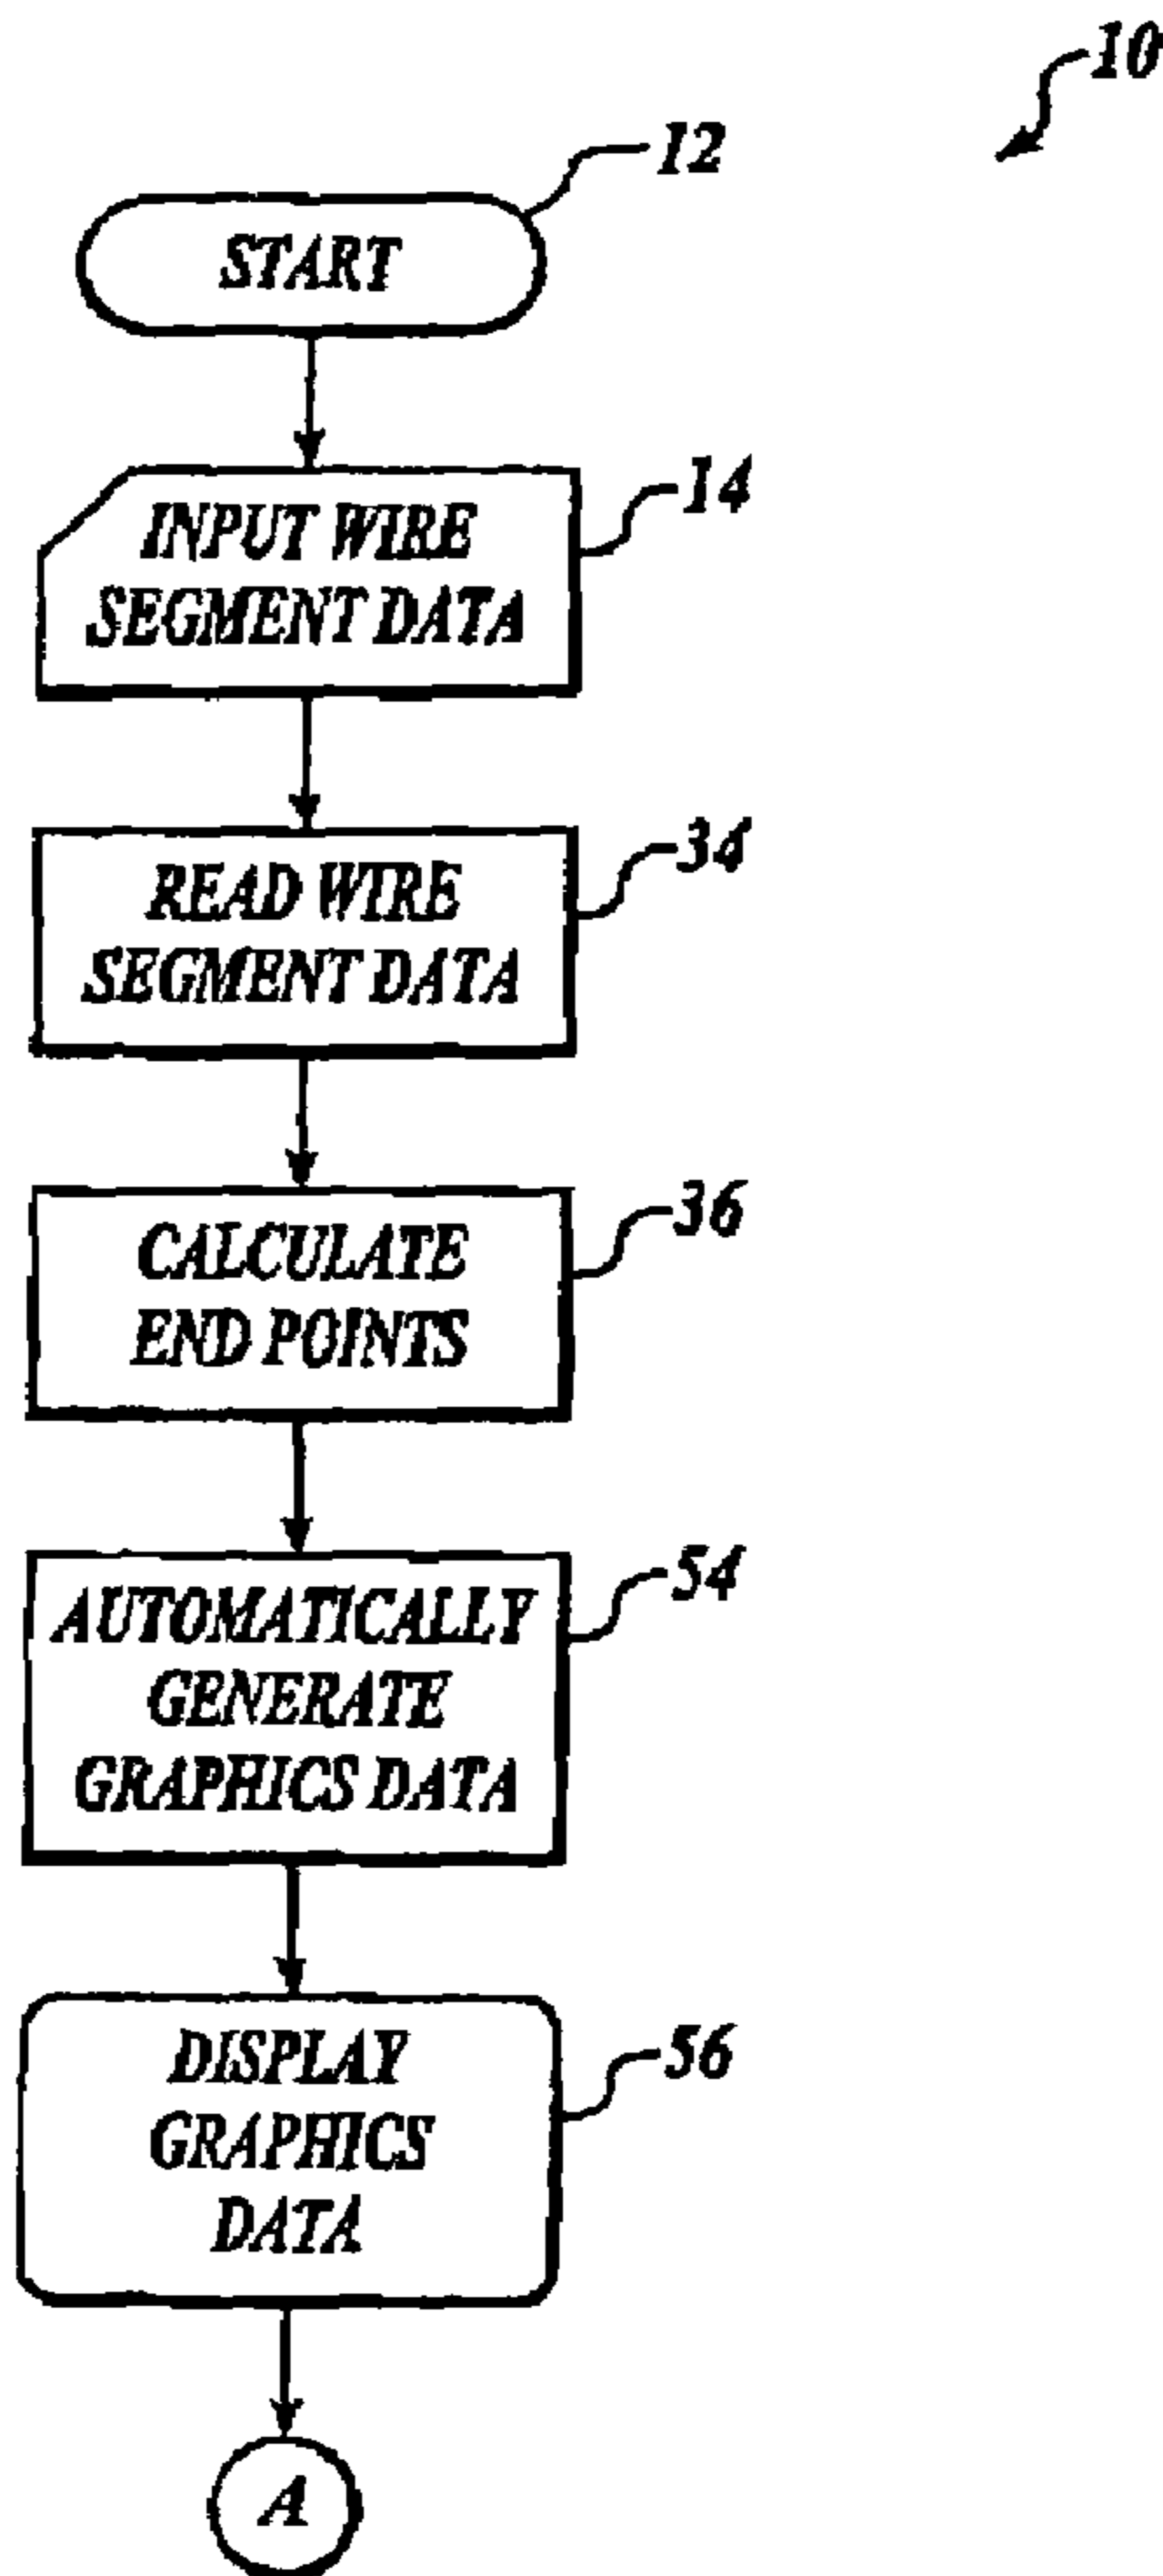 10
12
START
14
INPUT WIRE
SEGMENT DATA
34
READ WIRE
SEGMENT DATA
36
CALCULATE
END POINTS
54
AUTOMATICALLY
GENERATE
GRAPHICS DATA
56
DISPLAY
GRAPHICS
DATA
A